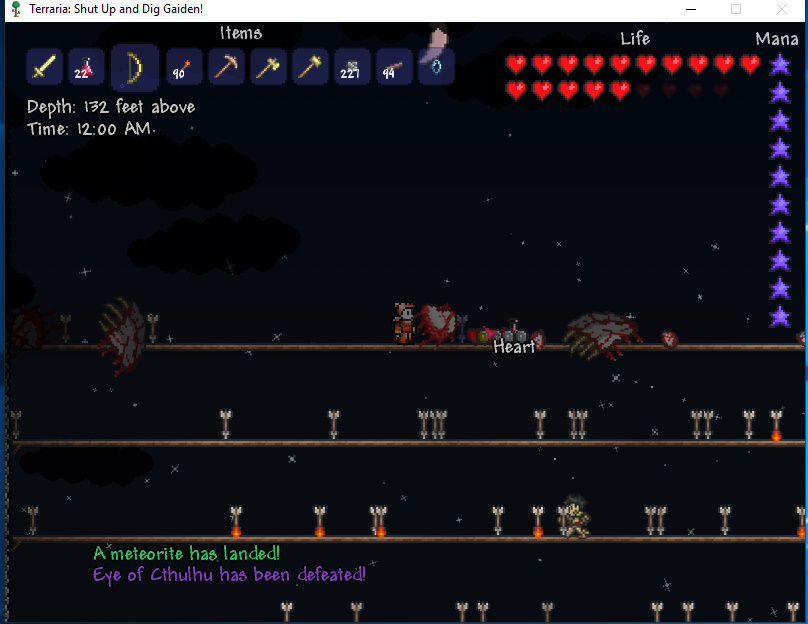 Terraria: Shut Up and Dig Gaiden!
Items
Life
Mana
22
90
227
94
Depth: 132 feet above
Time: 12:00 AM
Heart
A meteorite has landed!
Eye of Cthulhu has been defeated!